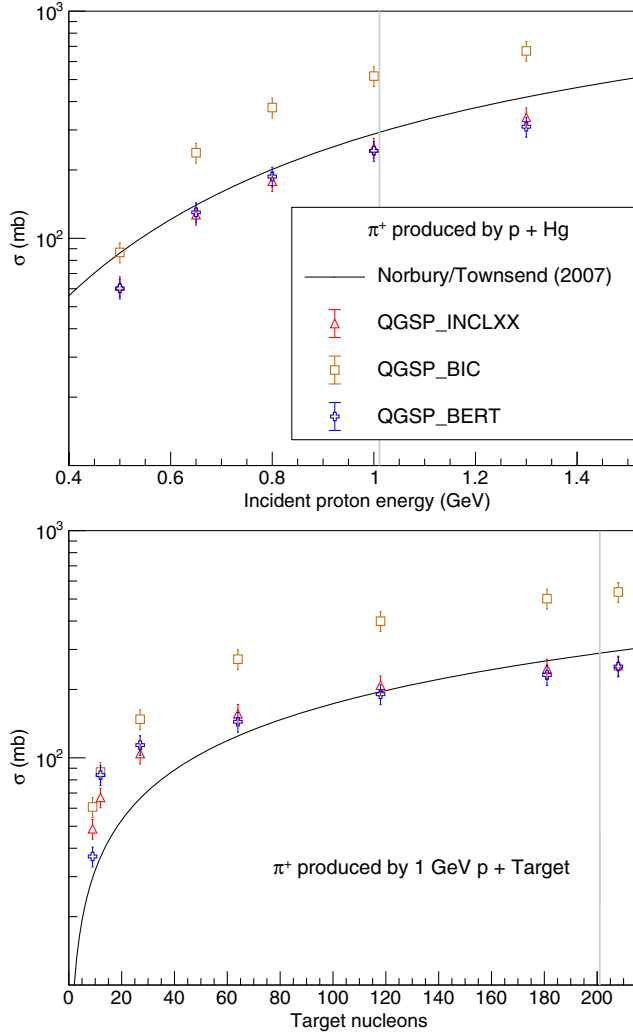 10³
10²
σ (mb)
π⁺ produced by p + Hg
Norbury/Townsend (2007)
QGSP_INCLXX
QGSP_BIC
QGSP_BERT
0.4 0.6 0.8 1 1.2 1.4
Incident proton energy (GeV)
10³
10²
σ (mb)
π⁺ produced by 1 GeV p + Target
0 20 40 60 80 100 120 140 160 180 200
Target nucleons